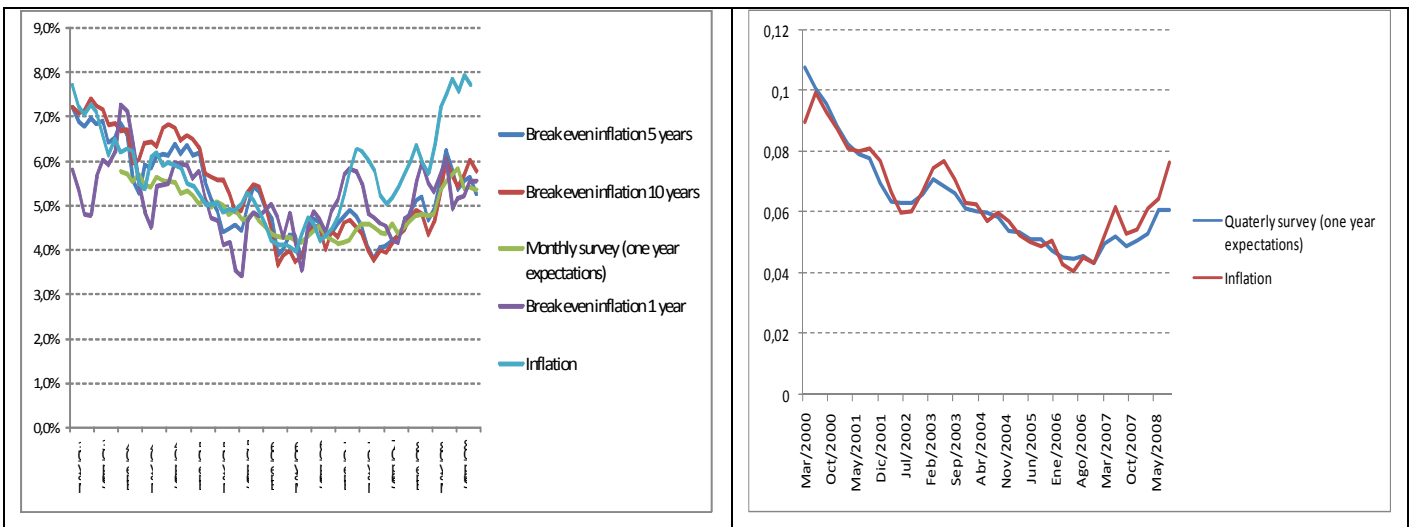 9,0%
8,0%
7,0%
6,0%
5,0%
4,0%
3,0%
2,0%
1,0%
0,0%
Break even inflation 5 years
Break even inflation 10 years
Monthly survey (one year
expectations)
Break even inflation 1 year
Inflation
0,12
0,1
0,08
0,06
0,04
0,02
0
Mar/2000
Oct/2000
May/2001
Dic/2001
Jul/2002
Feb/2003
Sep/2003
Abr/2004
Nov/2004
Jun/2005
Ene/2006
Ago/2006
Mar/2007
Oct/2007
May/2008
Quaterly survey (one year
expectations)
Inflation